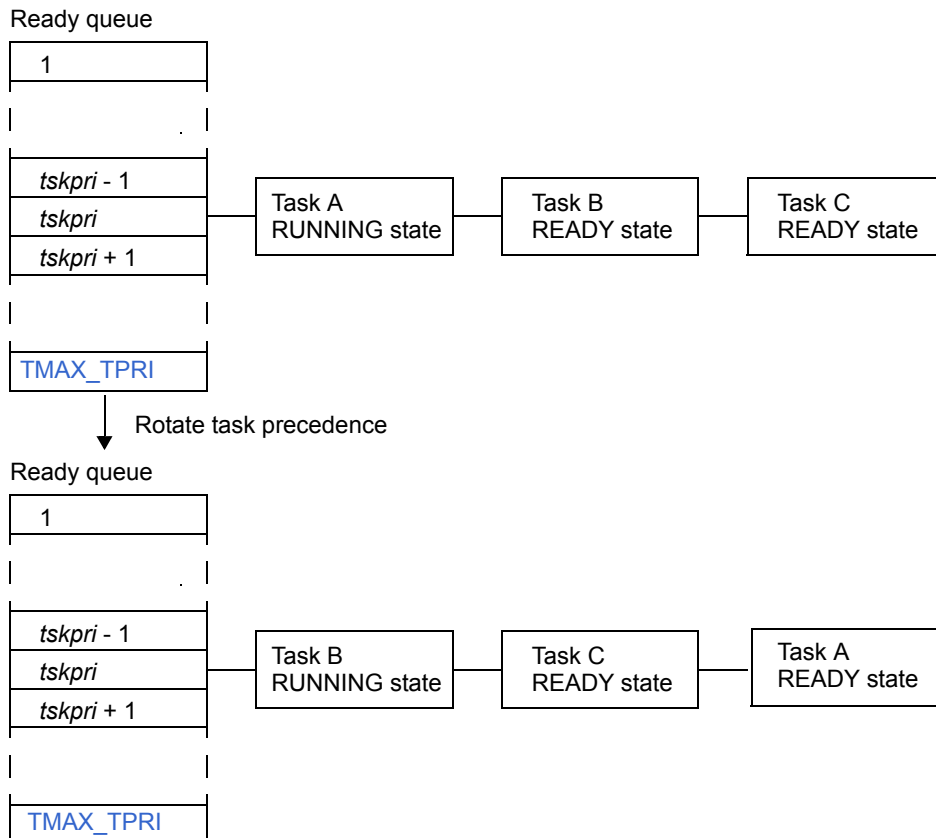 Ready queue
1
tskpri - 1
tskpri
tskpri + 1
TMAX_TPRI
Task A
RUNNING state
Task B
READY state
Task C
READY state
Rotate task precedence
Ready queue
1
tskpri - 1
tskpri
tskpri + 1
TMAX_TPRI
Task B
RUNNING state
Task C
READY state
Task A
READY state